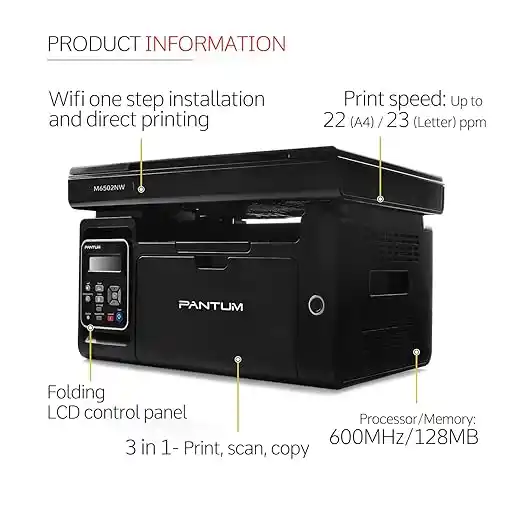 PRODUCT INFORMATION
Wifi one step installation
and direct printing
Print speed: Up to
22 (A4) / 23 (Letter) ppm
M6502NW
PANTUM
PANTUM
Folding
LCD control panel
3 in 1- Print, scan, copy
Processor/Memory:
600MHz/128MB